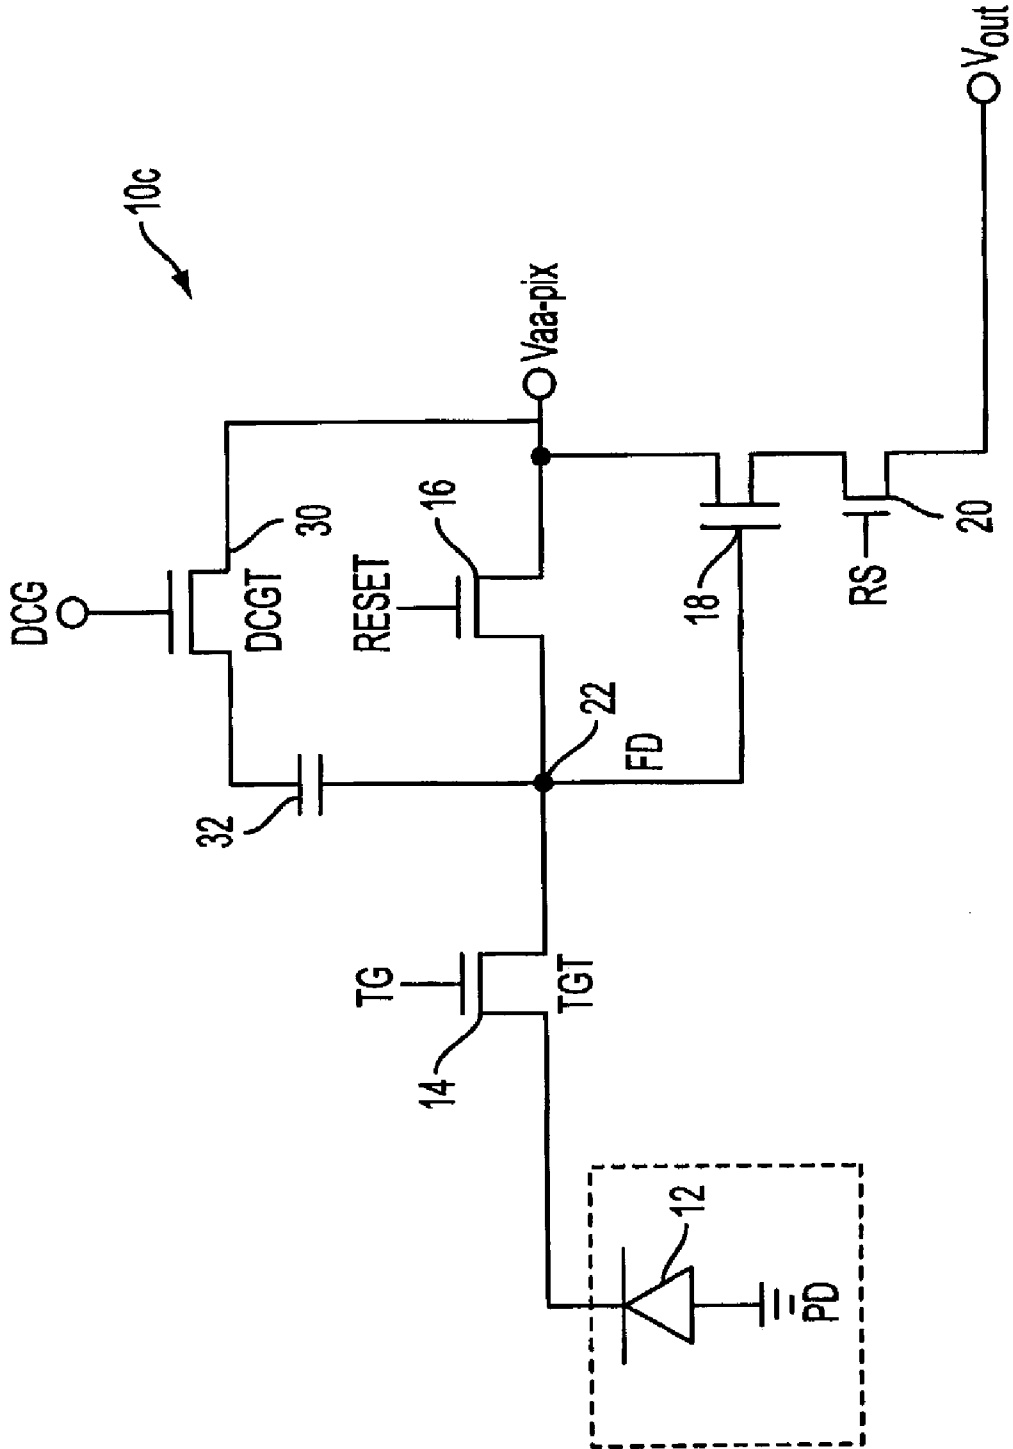 10c
DCG
30
DCGT
32
RESET
16
Vaa-pix
22
FD
TG
14
TGT
18
RS
20
Vout
12
PD